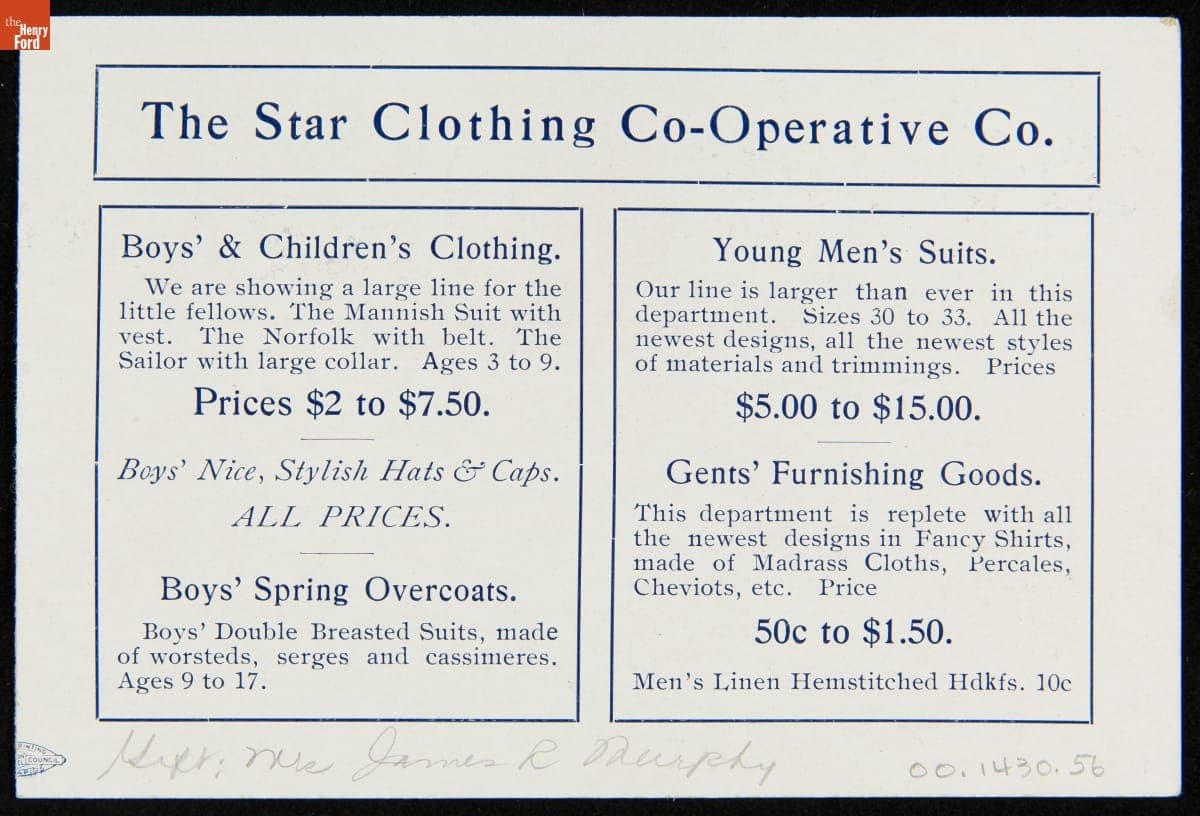 the
Henry
Ford
The Star Clothing Co-Operative Co.
Boys' & Children's Clothing.
We are showing a large line for the
little fellows. The Mannish Suit with
vest. The Norfolk with belt. The
Sailor with large collar. Ages 3 to 9.
Prices $2 to $7.50.
Boys' Nice, Stylish Hats & Caps.
ALL PRICES.
Boys' Spring Overcoats.
Boys' Double Breasted Suits, made
of worsteds, serges and cassimeres.
Ages 9 to 17.
Young Men's Suits.
Our line is larger than ever in this
department. Sizes 30 to 33. All the
newest designs, all the newest styles
of materials and trimmings. Prices
$5.00 to $15.00.
Gents' Furnishing Goods.
This department is replete with all
the newest designs in Fancy Shirts,
made of Madrass Cloths, Percales,
Cheviots, etc. Price
50c to $1.50.
Men's Linen Hemstitched Hdkfs. 10c
COUNCIL
Gift: Mrs James R Murphy
00.1430.56